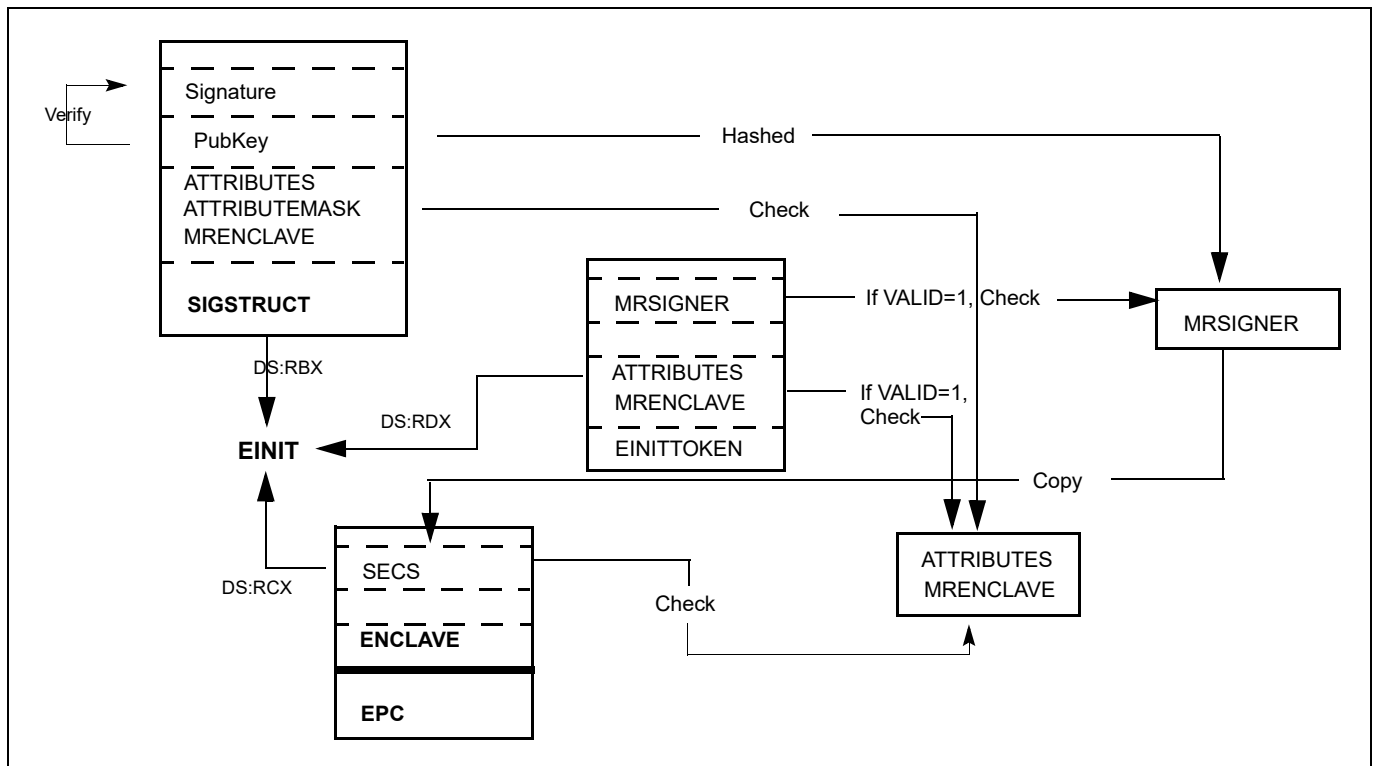 Signature
Verify
PubKey
Hashed
ATTRIBUTES
ATTRIBUTEMASK
MRENCLAVE
Check
SIGSTRUCT
MRSIGNER
If VALID=1, Check
MRSIGNER
DS:RBX
ATTRIBUTES
MRENCLAVE
If VALID=1,
Check
DS:RDX
EINIT
EINITTOKEN
Copy
SECS
DS:RCX
Check
ATTRIBUTES
MRENCLAVE
ENCLAVE
EPC